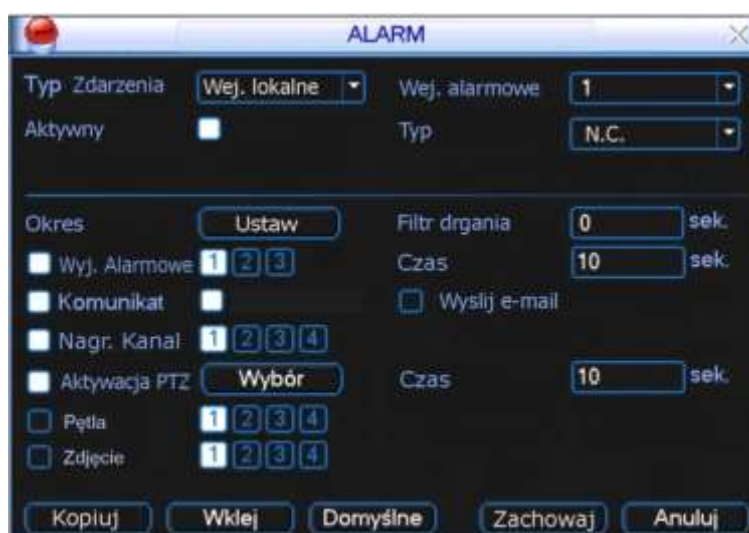 ALARM
Typ Zdarzenia Wej. lokalne Wej. alarmowe 1
Aktywny Typ N.C.
Okres Ustaw Filtr drgania 0 sek.
Wyj. Alarmowe 1 2 3 Czas 10 sek.
Komunikat Wyslij e-mail
Nagr. Kanal 1 2 3 4
Aktywacja PTZ Wybór Czas 10 sek.
Pętla 1 2 3 4
Zdjęcie 1 2 3 4
Kopiuj Wklej Domyślne Zachowaj Anuluj